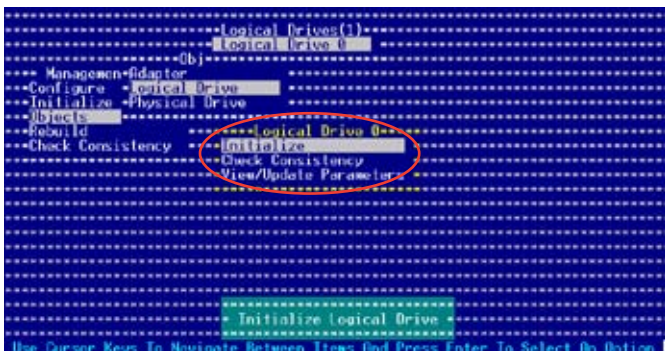 Logical Drives(1)
Logical Drive 0
Obj
Managemen Adapter
Configure Logical Drive
Initialize Physical Drive
Objects
Rebuild Logical Drive 0
Check Consistency Initialize
Check Consistency
View/Update Parameters
Initialize Logical Drive
Use Cursor Keys To Navigate Between Items And Press Enter To Select An Option